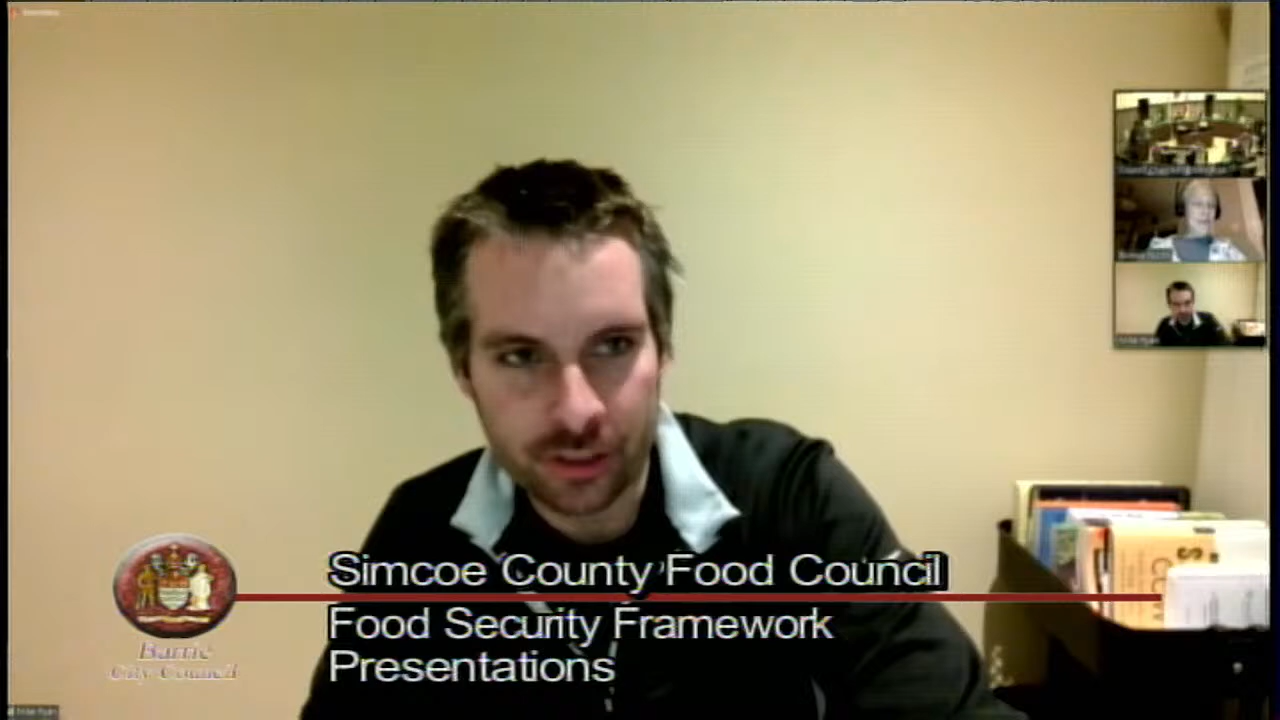 Simcoe County Food Council
Food Security Framework
Presentations
Barrie
City Council